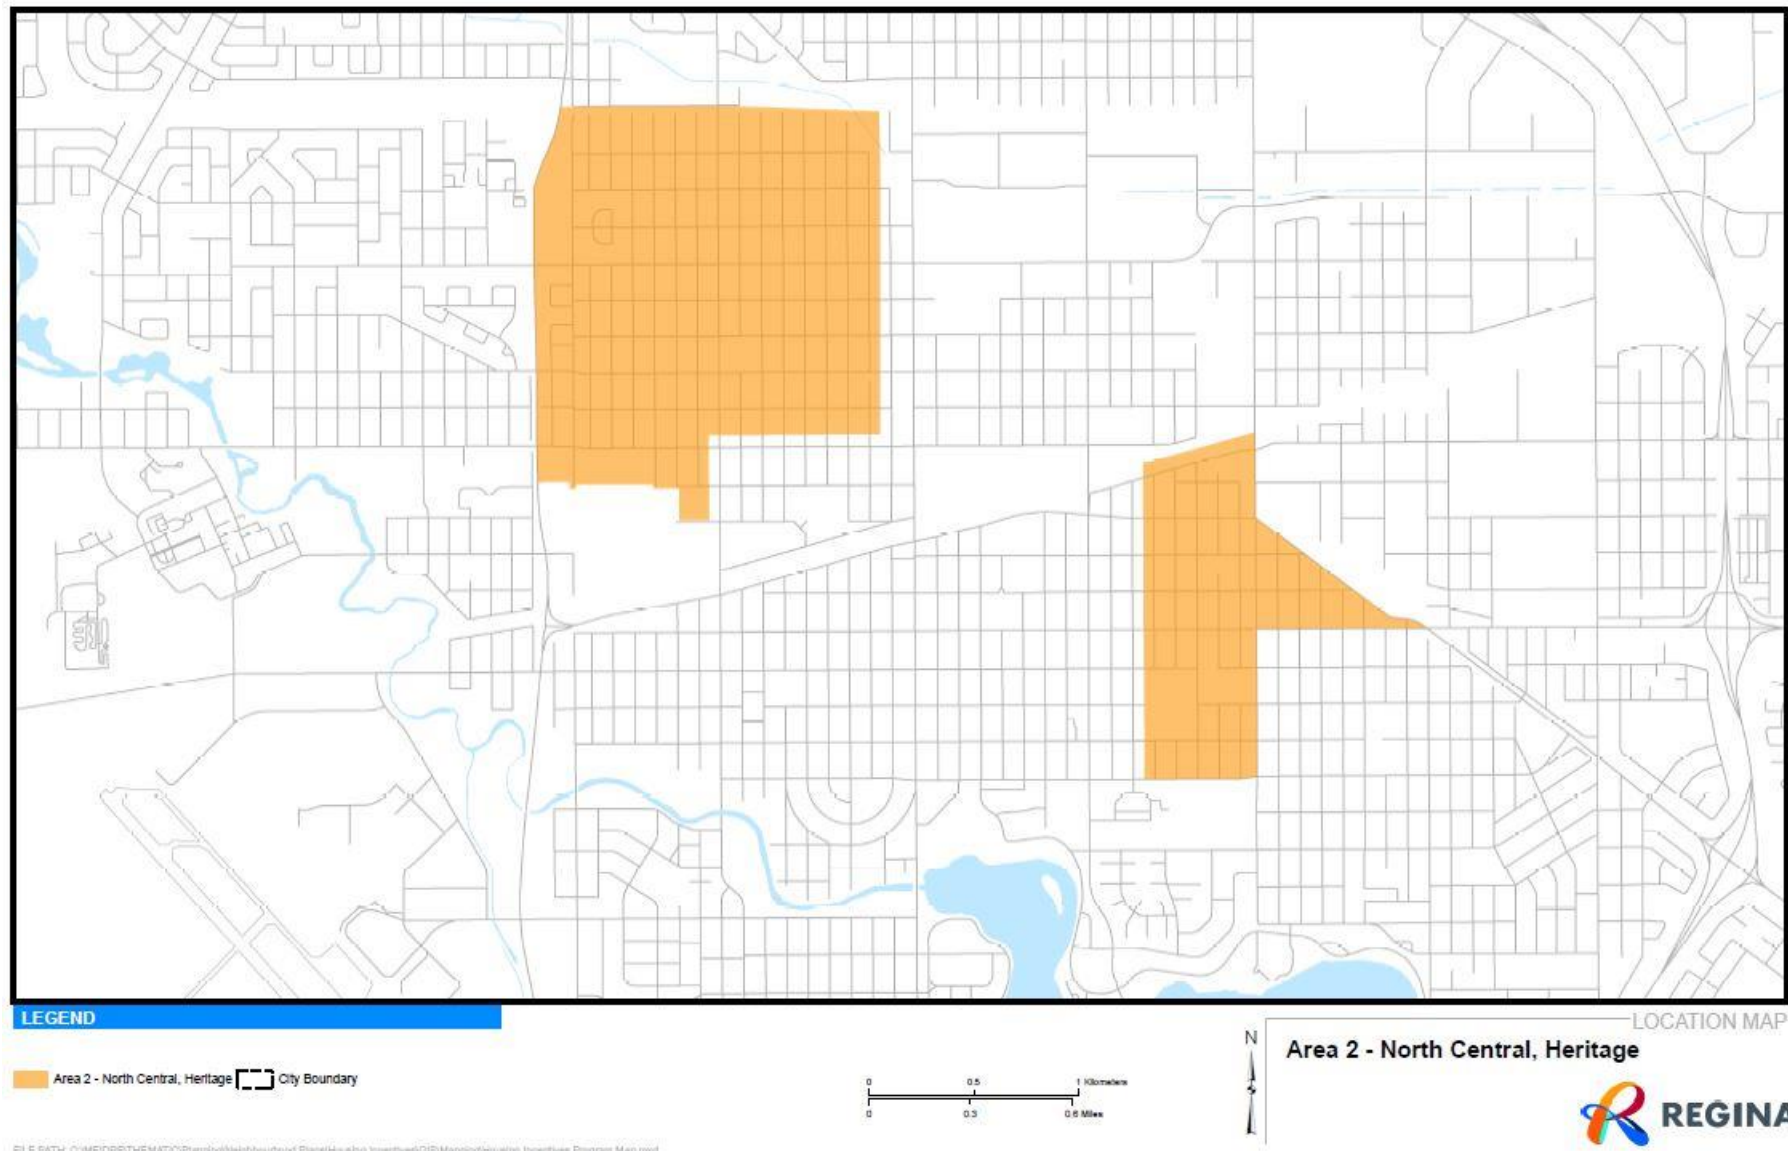 LEGEND
Area 2 - North Central, Heritage
City Boundary
0 0.5 1 Kilometers
0 0.3 0.6 Miles
N
LOCATION MAP
Area 2 - North Central, Heritage
REGINA